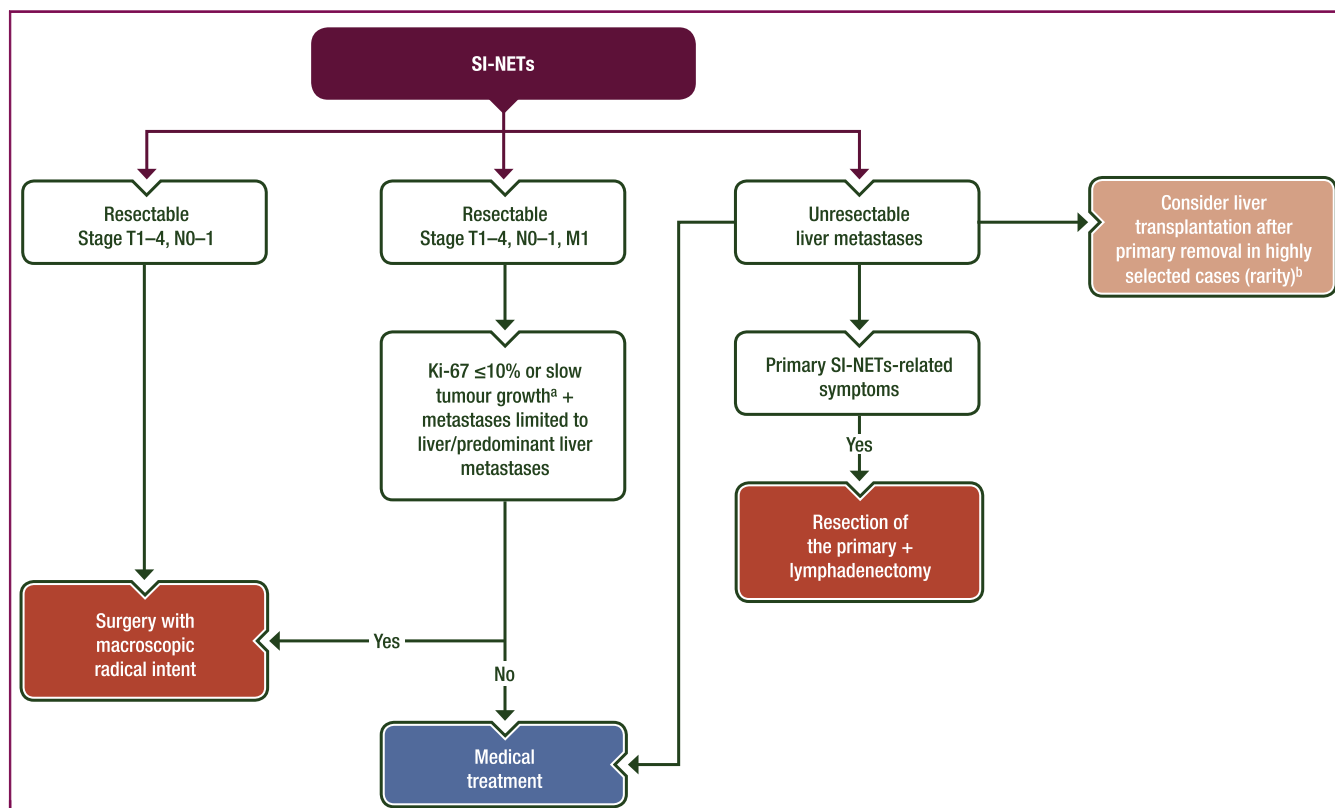 SI-NETs
Resectable
Stage T1–4, N0–1
Resectable
Stage T1–4, N0–1, M1
Unresectable
liver metastases
Consider liver
transplantation after
primary removal in highly
selected cases (rarity)b
Ki-67 ≤10% or slow
tumour growtha +
metastases limited to
liver/predominant liver
metastases
Primary SI-NETs-related
symptoms
Yes
Resection of
the primary +
lymphadenectomy
Surgery with
macroscopic
radical intent
Yes
No
Medical
treatment